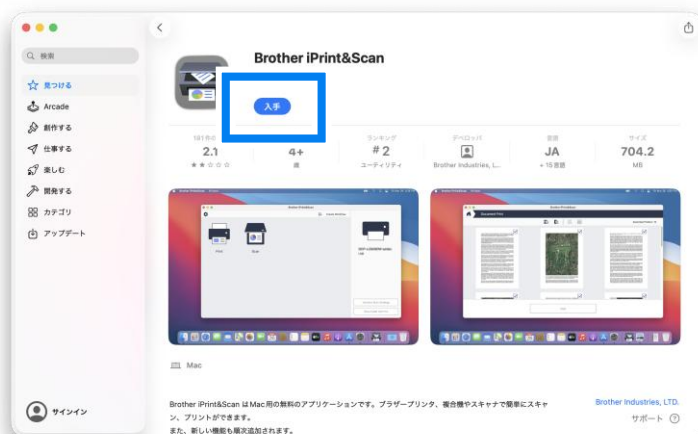 検索
見つける
Arcade
創作する
仕事する
楽しむ
開発する
カテゴリ
アップデート
サインイン
Brother iPrint&Scan
入手
2.1
4+
歳
ランキング
#2
ユーティリティ
デベロッパ
Brother Industries, L...
言語
JA
+ 15言語
サイズ
704.2
MB
Print
Scan
Mac
Brother iPrint&Scan はMac用の無料のアプリケーションです。ブラザープリンタ、複合機やスキャナで簡単にスキャ
ン、プリントができます。
また、新しい機能も順次追加されます。
Brother Industries, LTD.
サポート